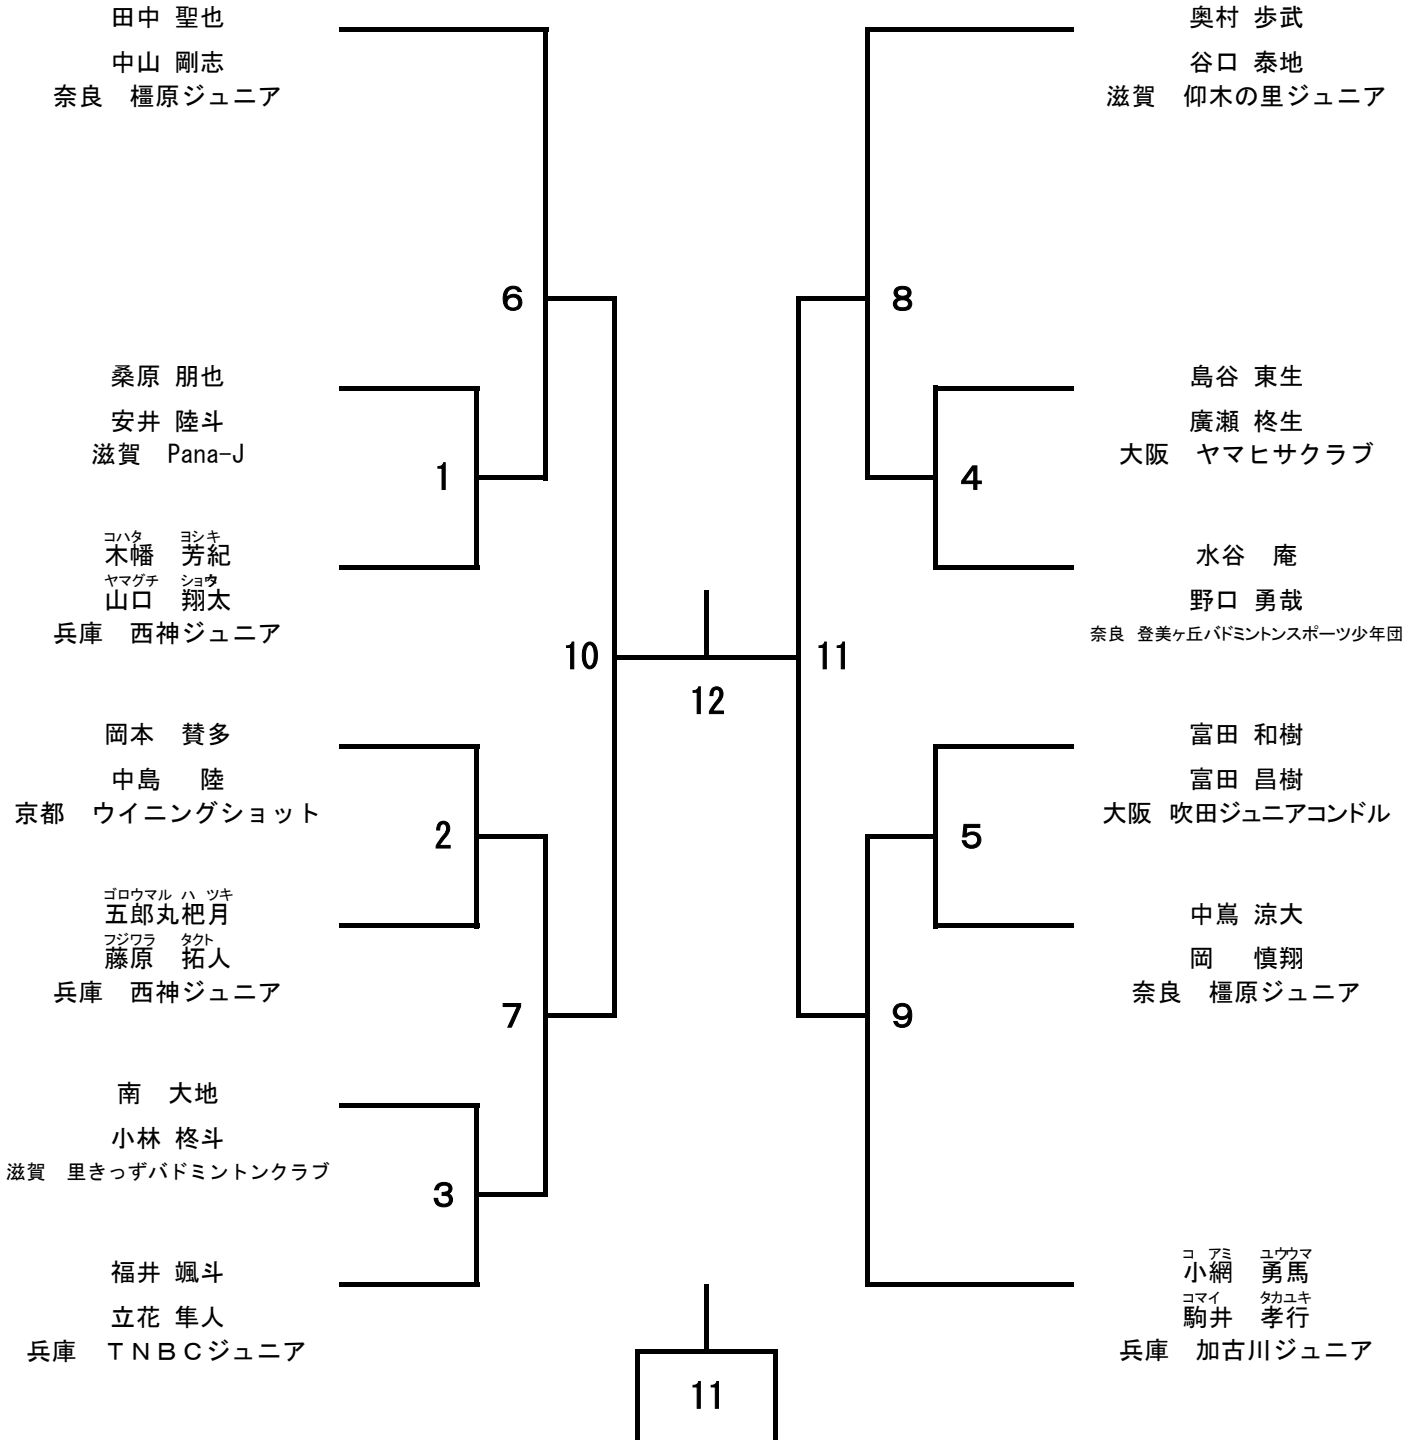 田中 聖也
中山 剛志
奈良　橿原ジュニア
6
桑原 朋也
安井 陸斗
滋賀　Pana-J
1
コハタ　ヨシキ
木幡　芳紀
ヤマグチ　ショウタ
山口　翔太
兵庫　西神ジュニア
10
岡本　賛多
中島　陸
京都　ウイニングショット
2
ゴロウマル ハ ツキ
五郎丸杷月
フジワラ　タクト
藤原　拓人
兵庫　西神ジュニア
7
南　大地
小林 柊斗
滋賀　里きっずバドミントンクラブ
3
福井 颯斗
立花 隼人
兵庫　ＴＮＢＣジュニア
12
11
奥村 歩武
谷口 泰地
滋賀　仰木の里ジュニア
8
島谷 東生
廣瀬 柊生
大阪　ヤマヒサクラブ
4
水谷　庵
野口 勇哉
奈良　登美ヶ丘バドミントンスポーツ少年団
11
富田 和樹
富田 昌樹
大阪 吹田ジュニアコンドル
5
中嶌 涼大
岡　慎翔
奈良　橿原ジュニア
9
コ アミ　ユウウマ
小網　勇馬
コマイ　タカユキ
駒井　孝行
兵庫　加古川ジュニア